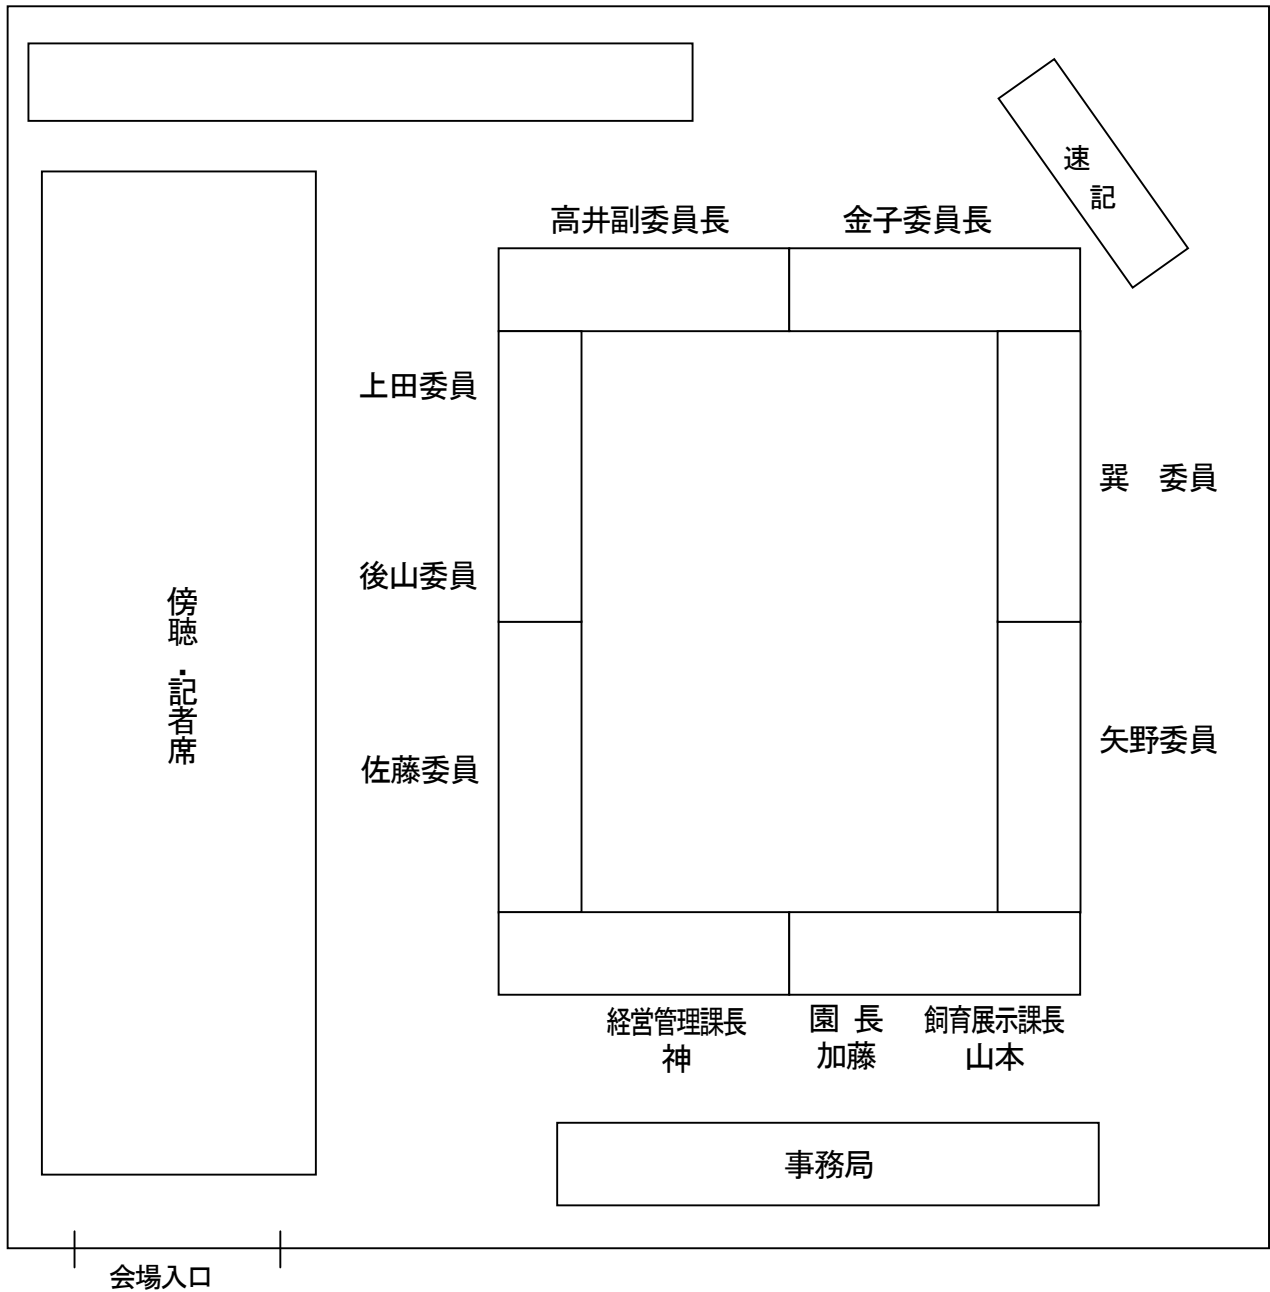 速
記
高井副委員長
金子委員長
上田委員
巽　委員
後山委員
傍聴・記者席
矢野委員
佐藤委員
経営管理課長
神
園 長
加藤
飼育展示課長
山本
事務局
会場入口